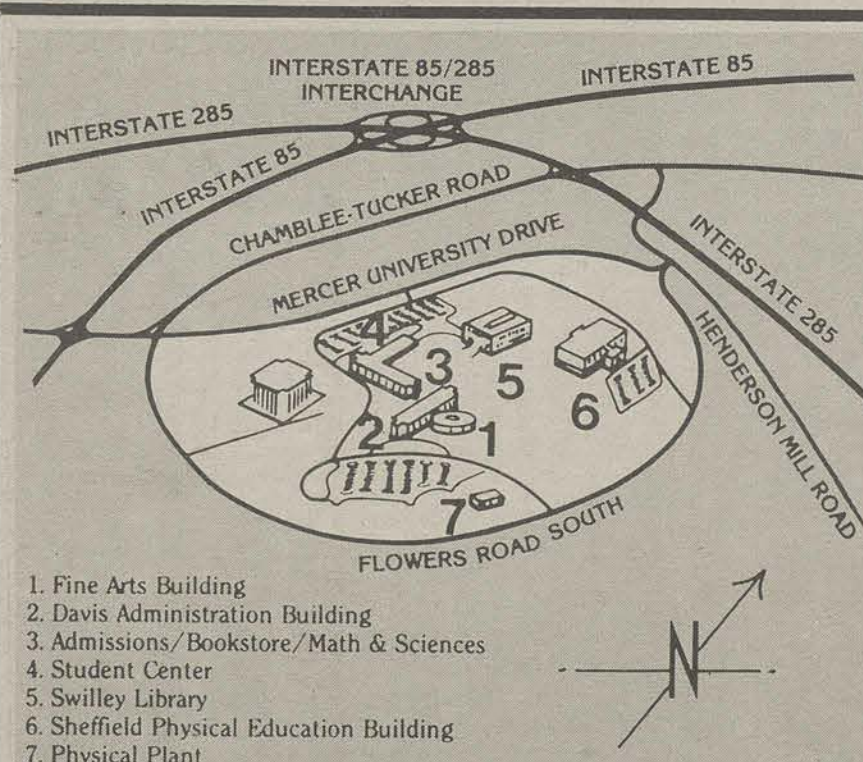 INTERSTATE 85/285
INTERCHANGE
INTERSTATE 85
INTERSTATE 285
INTERSTATE 85
CHAMBLEE-TUCKER ROAD
MERCER UNIVERSITY DRIVE
INTERSTATE 285
HENDERSON MILL ROAD
4
3
5
6
2
1
7
FLOWERS ROAD SOUTH
1. Fine Arts Building
2. Davis Administration Building
3. Admissions/Bookstore/Math & Sciences
4. Student Center
5. Swilley Library
6. Sheffield Physical Education Building
7. Physical Plant
N